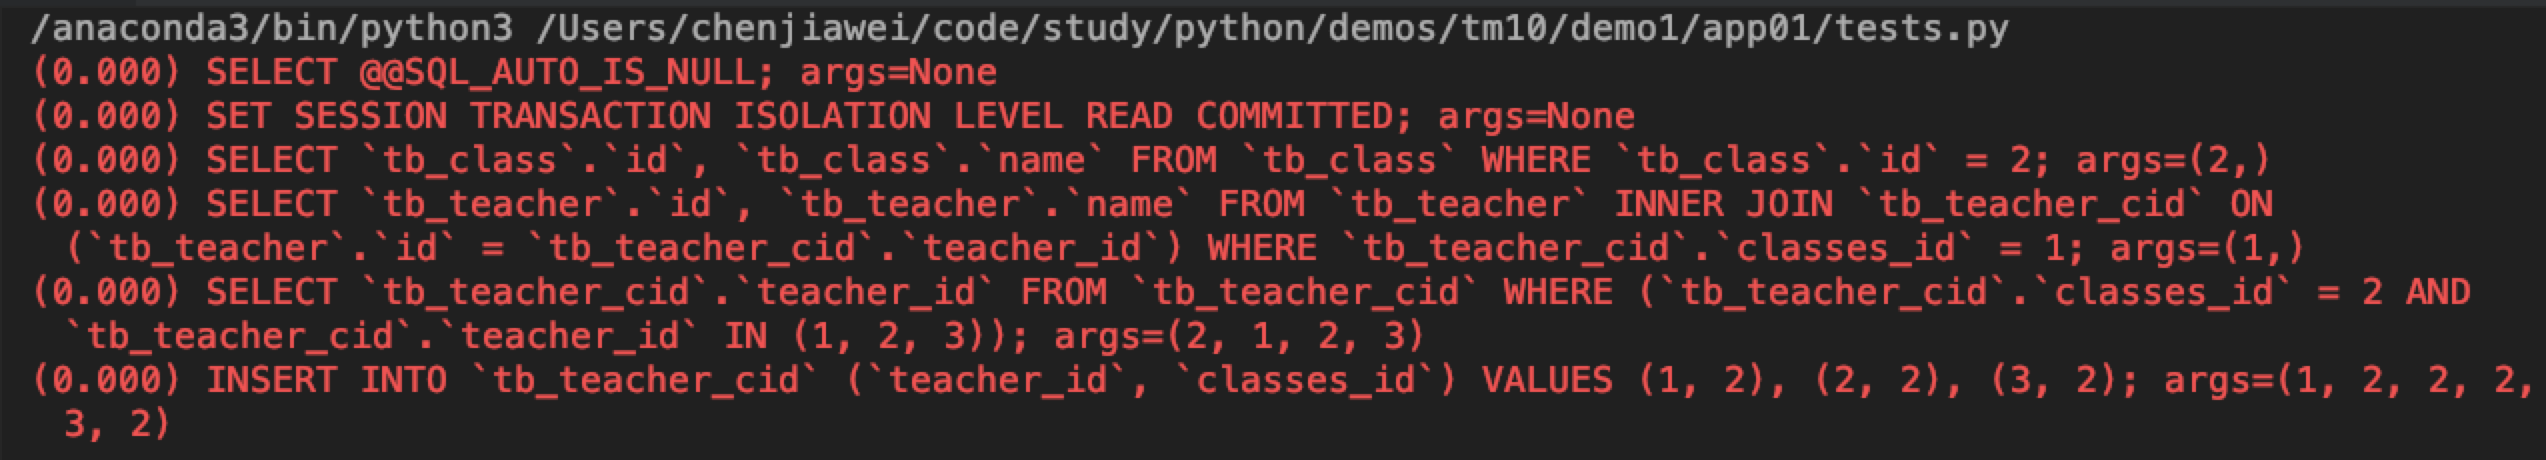 /anaconda3/bin/python3 /Users/chenjiawei/code/study/python/demos/tm10/demo1/app01/tests.py
(0.000) SELECT @@SQL_AUTO_IS_NULL; args=None
(0.000) SET SESSION TRANSACTION ISOLATION LEVEL READ COMMITTED; args=None
(0.000) SELECT `tb_class`.`id`, `tb_class`.`name` FROM `tb_class` WHERE `tb_class`.`id` = 2; args=(2,)
(0.000) SELECT `tb_teacher`.`id`, `tb_teacher`.`name` FROM `tb_teacher` INNER JOIN `tb_teacher_cid` ON
(`tb_teacher`.`id` = `tb_teacher_cid`.`teacher_id`) WHERE `tb_teacher_cid`.`classes_id` = 1; args=(1,)
(0.000) SELECT `tb_teacher_cid`.`teacher_id` FROM `tb_teacher_cid` WHERE (`tb_teacher_cid`.`classes_id` = 2 AND
`tb_teacher_cid`.`teacher_id` IN (1, 2, 3)); args=(2, 1, 2, 3)
(0.000) INSERT INTO `tb_teacher_cid` (`teacher_id`, `classes_id`) VALUES (1, 2), (2, 2), (3, 2); args=(1, 2, 2, 2,
3, 2)